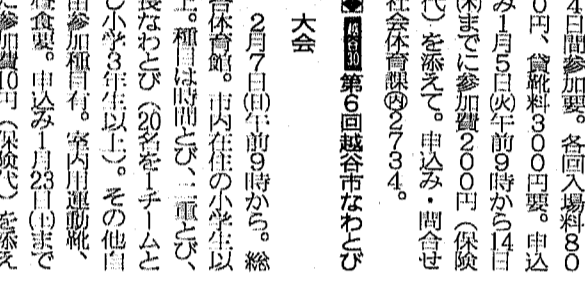 4日間参加要。各回入場料80
0円、貸靴料300円要。申込
み1月5日㈫午前9時から14日
㈭までに参加費200円(保険
代)を添えて。申込み・問合せ
社会体育課㈹2734。
第6回越谷市なわとび
大会
2月7日㈰午前9時から。総
合体育館。市内在住の小学生以
上。種目は時間とび、二重とび、
長なわとび(20名を1チームと
し小学3年生以上)。その他自
由参加種目有。室内用運動靴、
昼食要。申込み1月23日㈯まで
に参加費10円(保険代)を添え